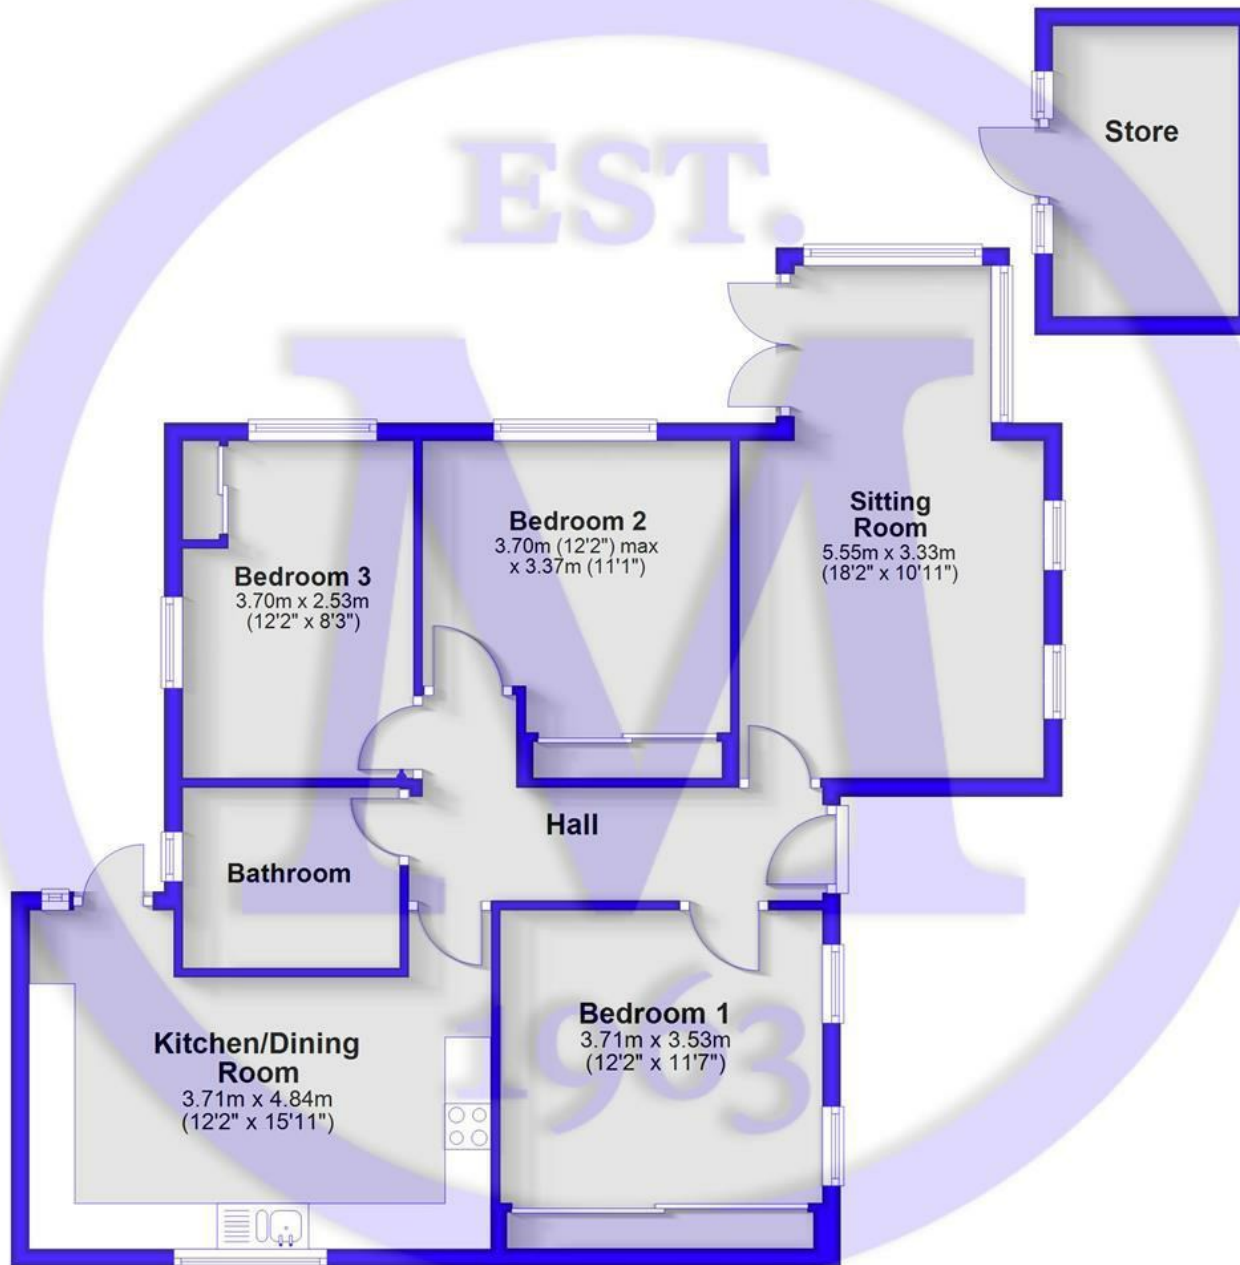 EST.
Store
Sitting
Room
5.55m x 3.33m
(18'2" x 10'11")
Bedroom 2
3.70m (12'2") max
x 3.37m (11'1")
Bedroom 3
3.70m x 2.53m
(12'2" x 8'3")
M
Hall
Bathroom
Bedroom 1
3.71m x 3.53m
(12'2" x 11'7")
1963
Kitchen/Dining
Room
3.71m x 4.84m
(12'2" x 15'11")